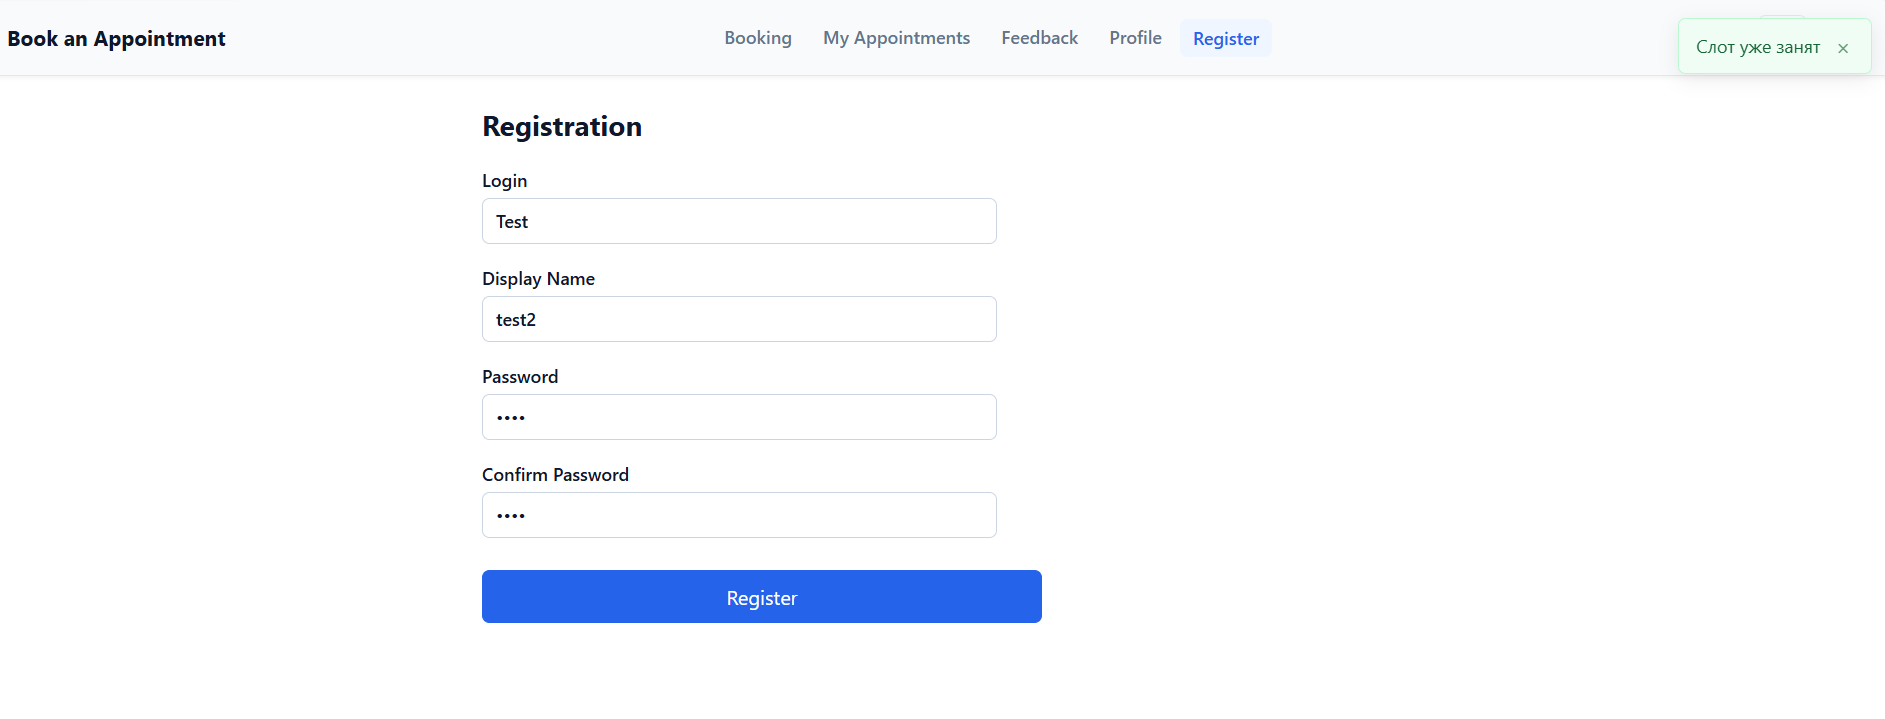 Book an Appointment
Booking
My Appointments
Feedback
Profile
Register
Слот уже занят ×
Registration
Login
Test
Display Name
test2
Password
••••
Confirm Password
••••
Register